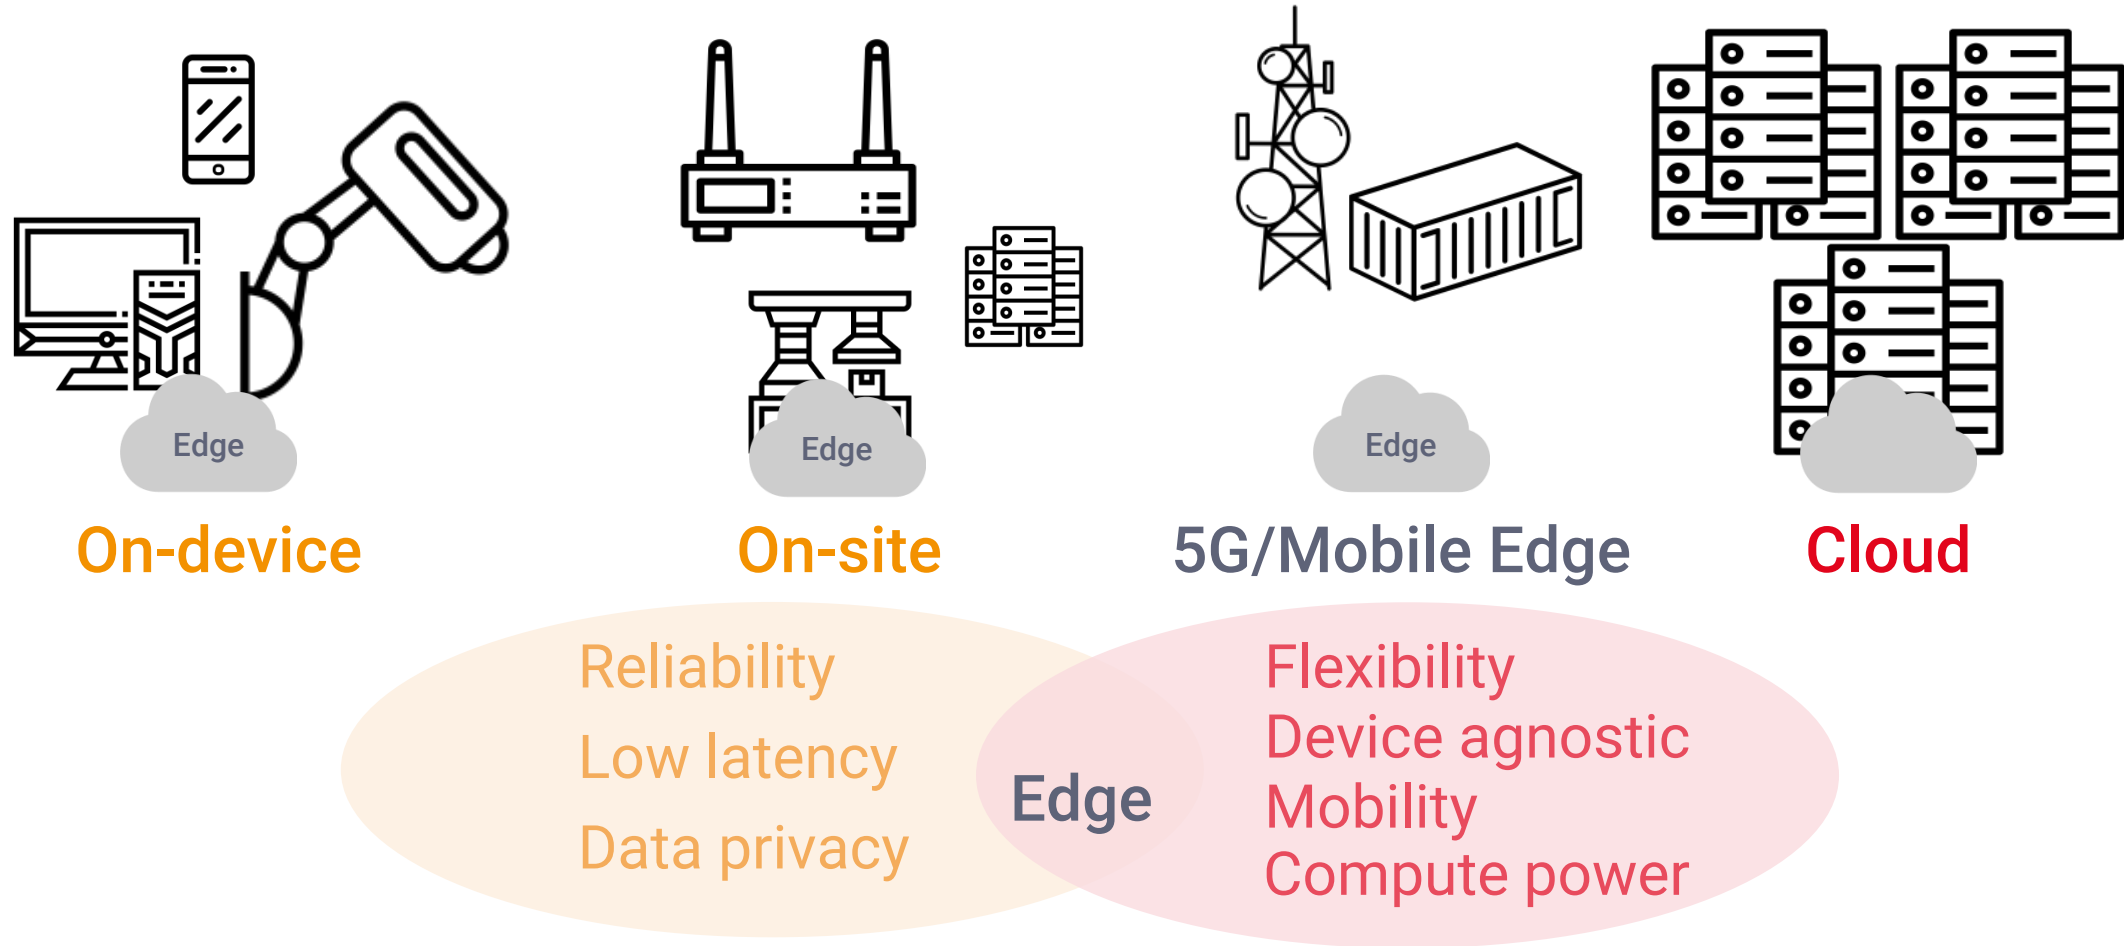 Edge
Edge
Edge
On-device
On-site
5G/Mobile Edge
Cloud
Reliability
Low latency
Data privacy
Edge
Flexibility
Device agnostic
Mobility
Compute power